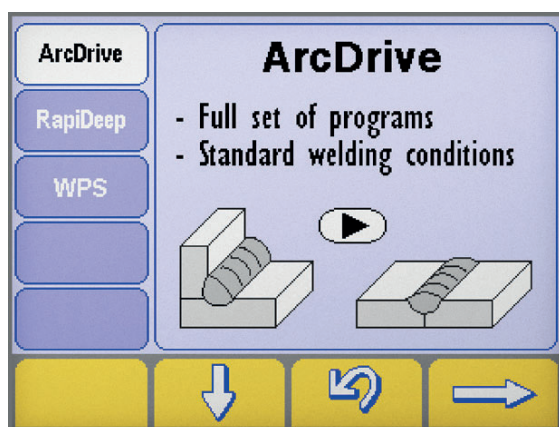 ArcDrive
RapiDeep
WPS
ArcDrive
- Full set of programs
- Standard welding conditions